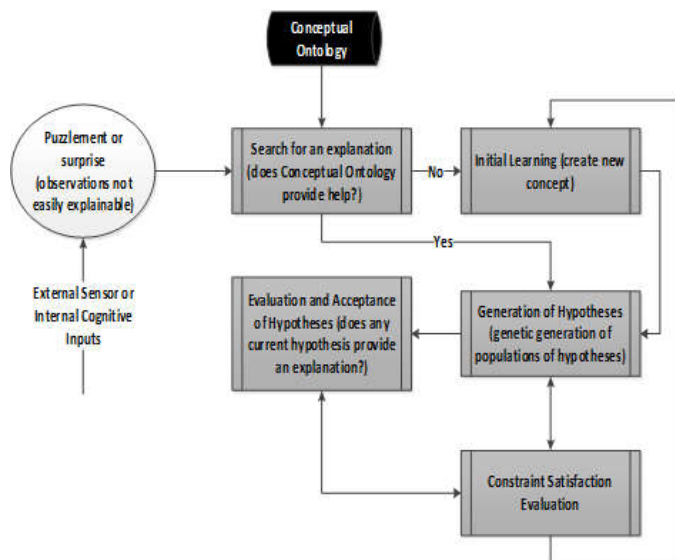 Conceptual
Ontology
Puzzlement or
surprise
(observations not
easily explainable)
Search for an explanation
(does Conceptual Ontology
provide help?)
No
Initial Learning (create new
concept)
Yes
External Sensor or
Internal Cognitive
Inputs
Evaluation and Acceptance
of Hypotheses (does any
current hypothesis provide
an explanation?)
Generation of Hypotheses
(genetic generation of
populations of hypotheses)
Constraint Satisfaction
Evaluation